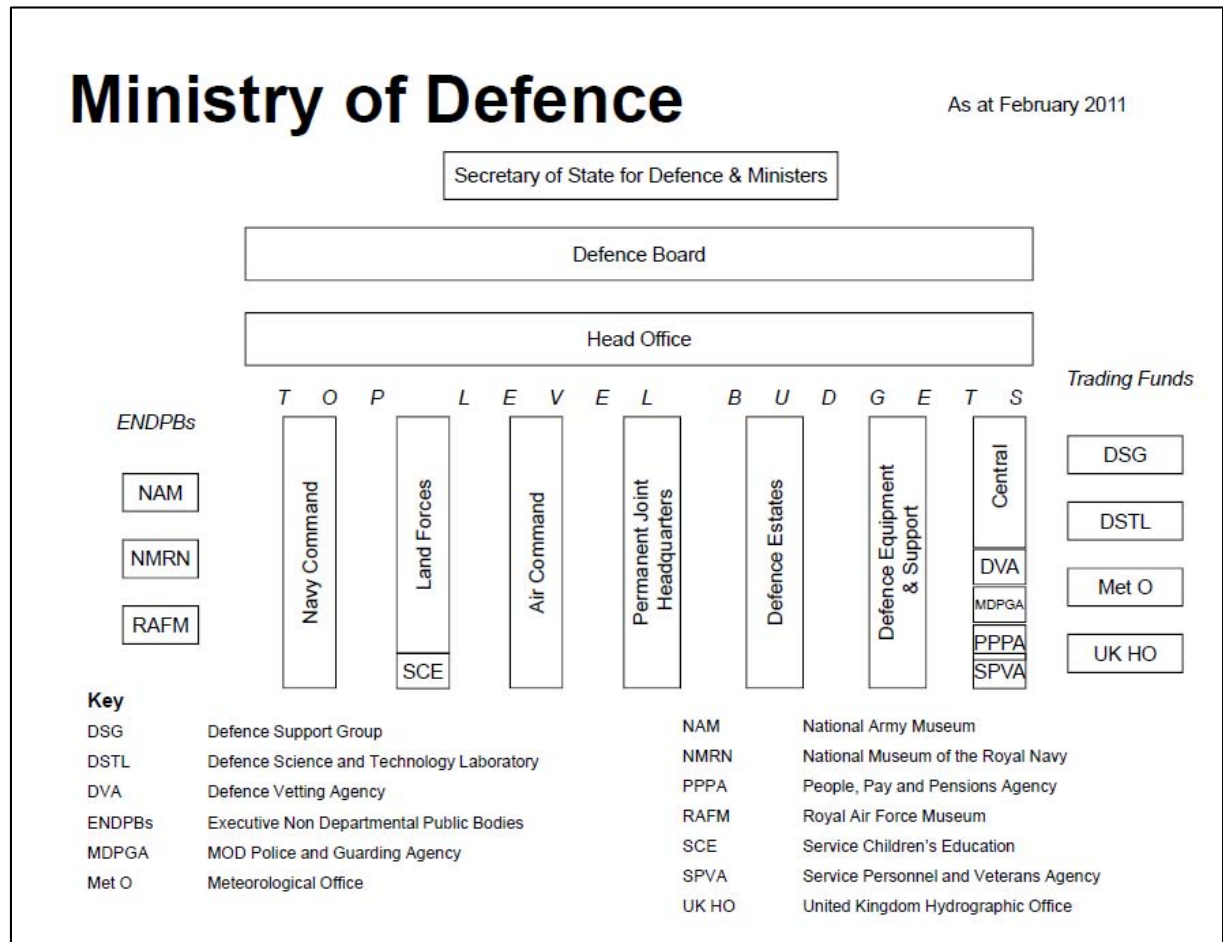 Ministry of Defence
As at February 2011
Secretary of State for Defence & Ministers
Defence Board
Head Office
T O P L E V E L B U D G E T S
ENDPBs
NAM
NMRN
RAFM
Navy Command
Land Forces
SCE
Air Command
Permanent Joint
Headquarters
Defence Estates
Defence Equipment
& Support
Central
DVA
MDPGA
PPPA
SPVA
Trading Funds
DSG
DSTL
Met O
UK HO
Key
DSG Defence Support Group
DSTL Defence Science and Technology Laboratory
DVA Defence Vetting Agency
ENDPBs Executive Non Departmental Public Bodies
MDPGA MOD Police and Guarding Agency
Met O Meteorological Office
NAM National Army Museum
NMRN National Museum of the Royal Navy
PPPA People, Pay and Pensions Agency
RAFM Royal Air Force Museum
SCE Service Children's Education
SPVA Service Personnel and Veterans Agency
UK HO United Kingdom Hydrographic Office